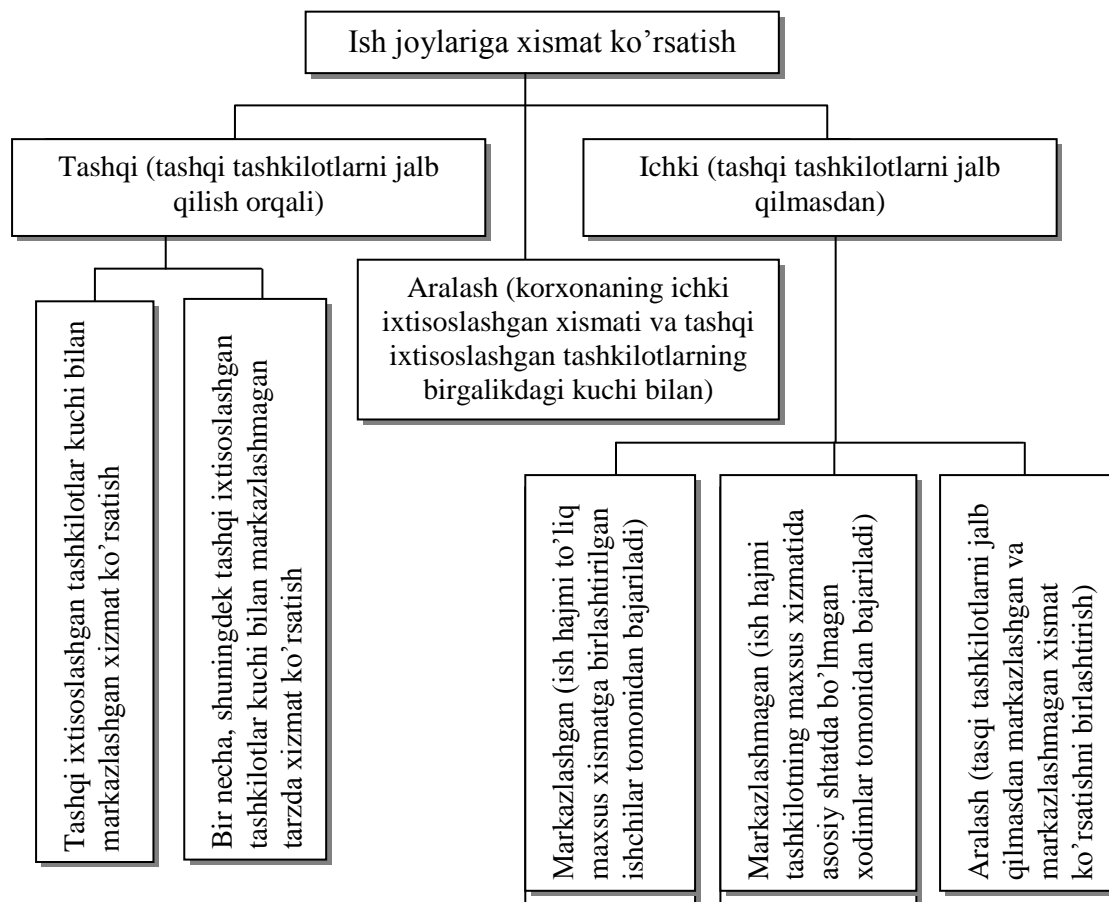 Ish joylariga xismat ko’rsatish
Tashqi (tashqi tashkilotlarni jalb
qilish orqali)
Ichki (tashqi tashkilotlarni jalb
qilmasdan)
Aralash (korxonaning ichki
ixtisoslashgan xismati va tashqi
ixtisoslashgan tashkilotlarning
birgalikdagi kuchi bilan)
Tashqi ixtisoslashgan tashkilotlar kuchi bilan
markazlashgan xizmat ko’rsatish
Bir necha, shuningdek tashqi ixtisoslashgan
tashkilotlar kuchi bilan markazlashmagan
tarzda xizmat ko’rsatish
Markazlashgan (ish hajmi to’liq
maxsus xismatga birlashtirilgan
ishchilar tomonidan bajariladi)
Markazlashmagan (ish hajmi
tashkilotning maxsus xizmatida
asosiy shtatda bo’lmagan
xodimlar tomonidan bajariladi)
Aralash (tasqi tashkilotlarni jalb
qilmasdan markazlashgan va
markazlashmagan xismat
ko’rsatishni birlashtirish)